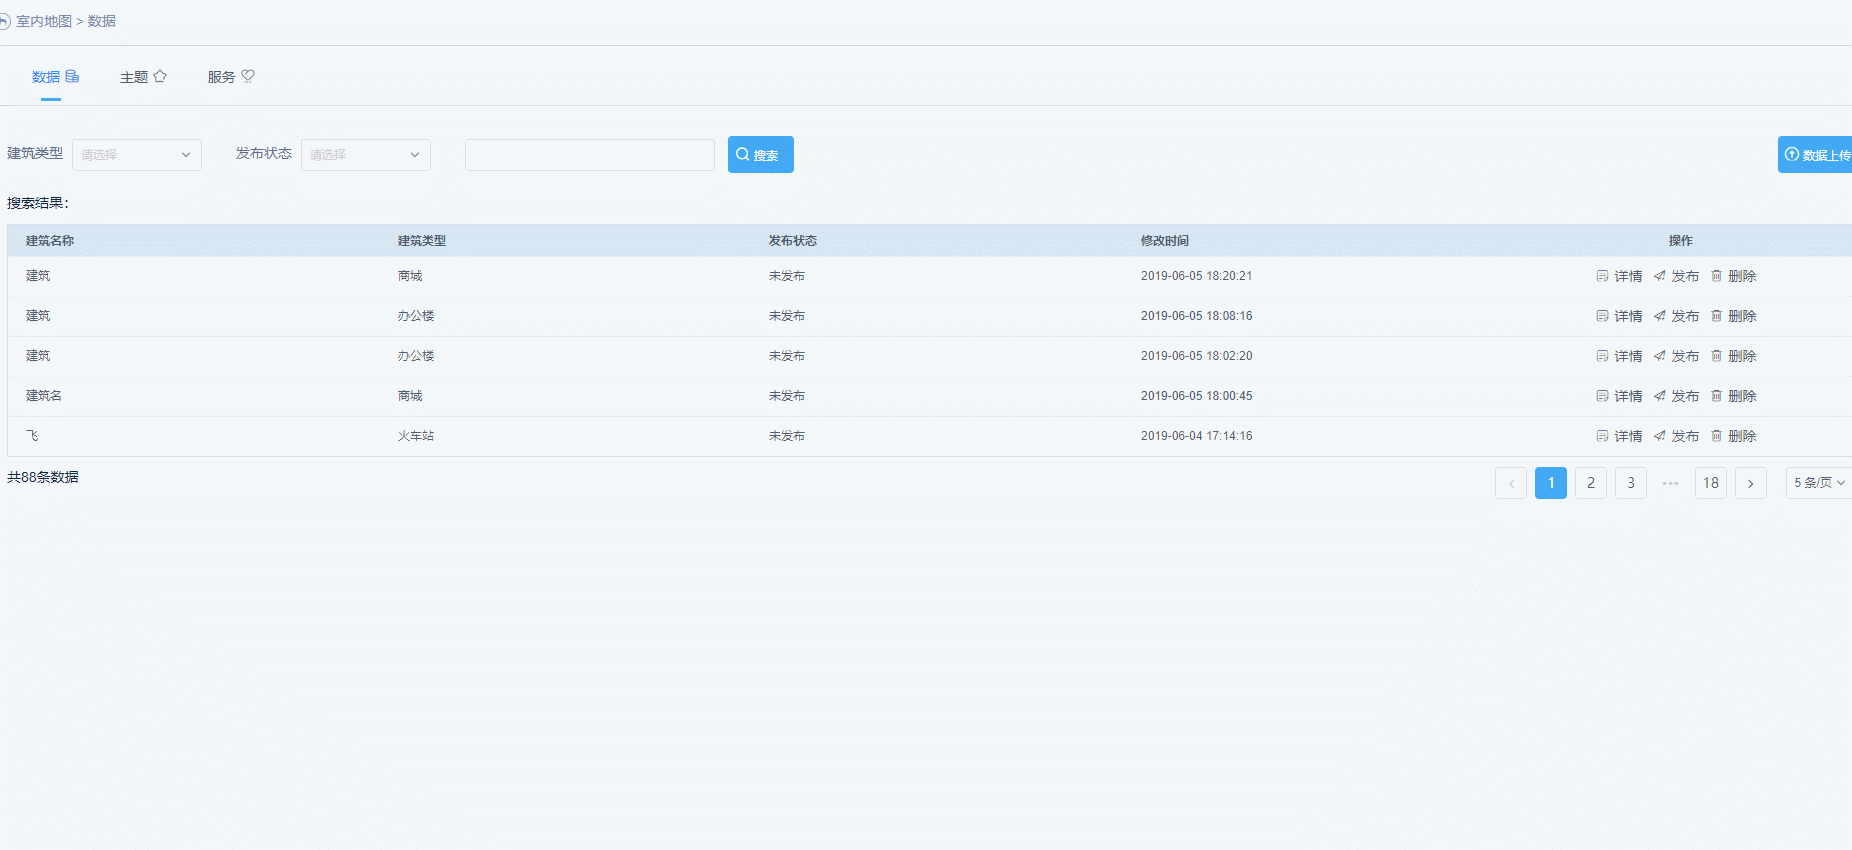 室内地图 > 数据
数据 主题 服务
建筑类型 请选择 发布状态 请选择 搜索 数据上传
搜索结果：
建筑名称 建筑类型 发布状态 修改时间 操作
建筑 商城 未发布 2019-06-05 18:20:21 详情 发布 删除
建筑 办公楼 未发布 2019-06-05 18:08:16 详情 发布 删除
建筑 办公楼 未发布 2019-06-05 18:02:20 详情 发布 删除
建筑名 商城 未发布 2019-06-05 18:00:45 详情 发布 删除
飞 火车站 未发布 2019-06-04 17:14:16 详情 发布 删除
共88条数据 < 1 2 3 ••• 18 > 5 条/页